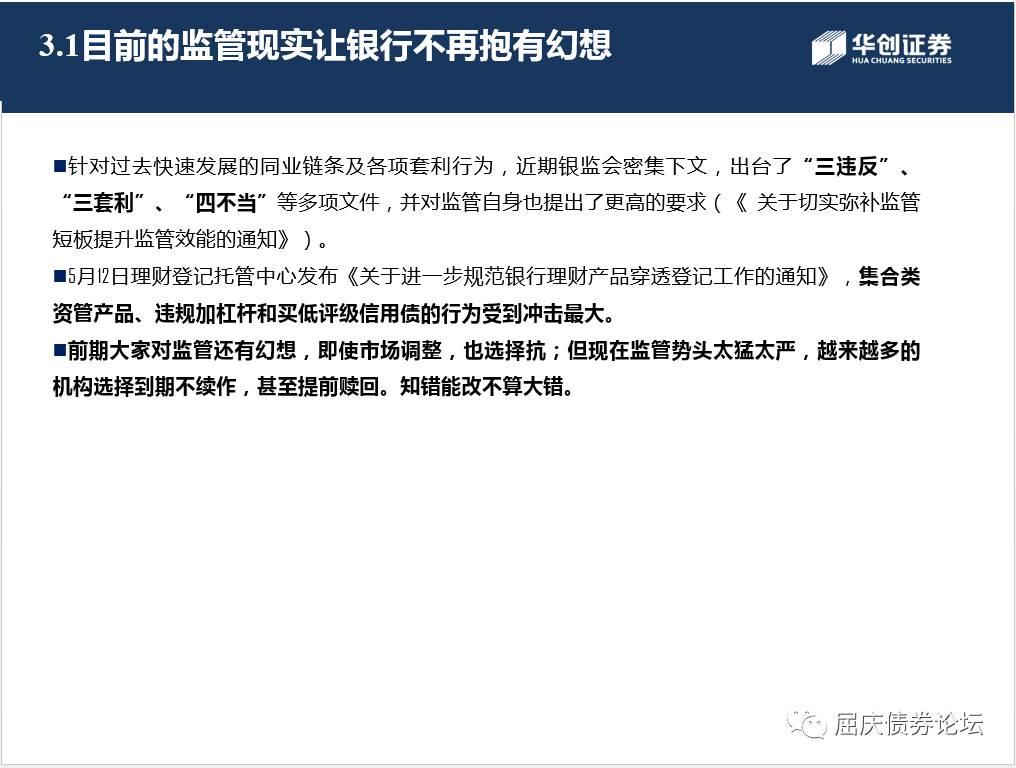 3.1目前的监管现实让银行不再抱有幻想
华创证券
HUA CHUANG SECURITIES
■针对过去快速发展的同业链条及各项套利行为，近期银监会密集下文，出台了“三违反”、
“三套利”、“四不当”等多项文件，并对监管自身也提出了更高的要求（《 关于切实弥补监管
短板提升监管效能的通知》）。
■5月12日理财登记托管中心发布《关于进一步规范银行理财产品穿透登记工作的通知》，集合类
资管产品、违规加杠杆和买低评级信用债的行为受到冲击最大。
■前期大家对监管还有幻想，即使市场调整，也选择抗；但现在监管势头太猛太严，越来越多的
机构选择到期不续作，甚至提前赎回。知错能改不算大错。
屈庆债券论坛